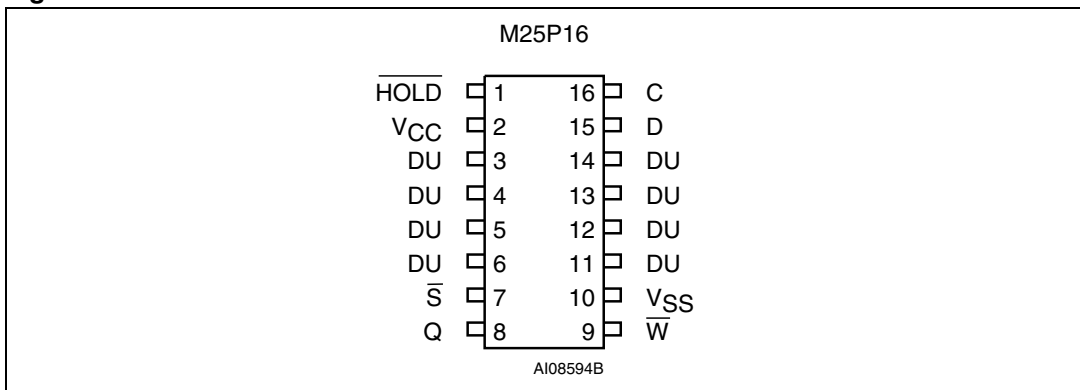 M25P16
HOLD 1 16 C
VCC 2 15 D
DU 3 14 DU
DU 4 13 DU
DU 5 12 DU
DU 6 11 DU
S 7 10 VSS
Q 8 9 W
AI08594B